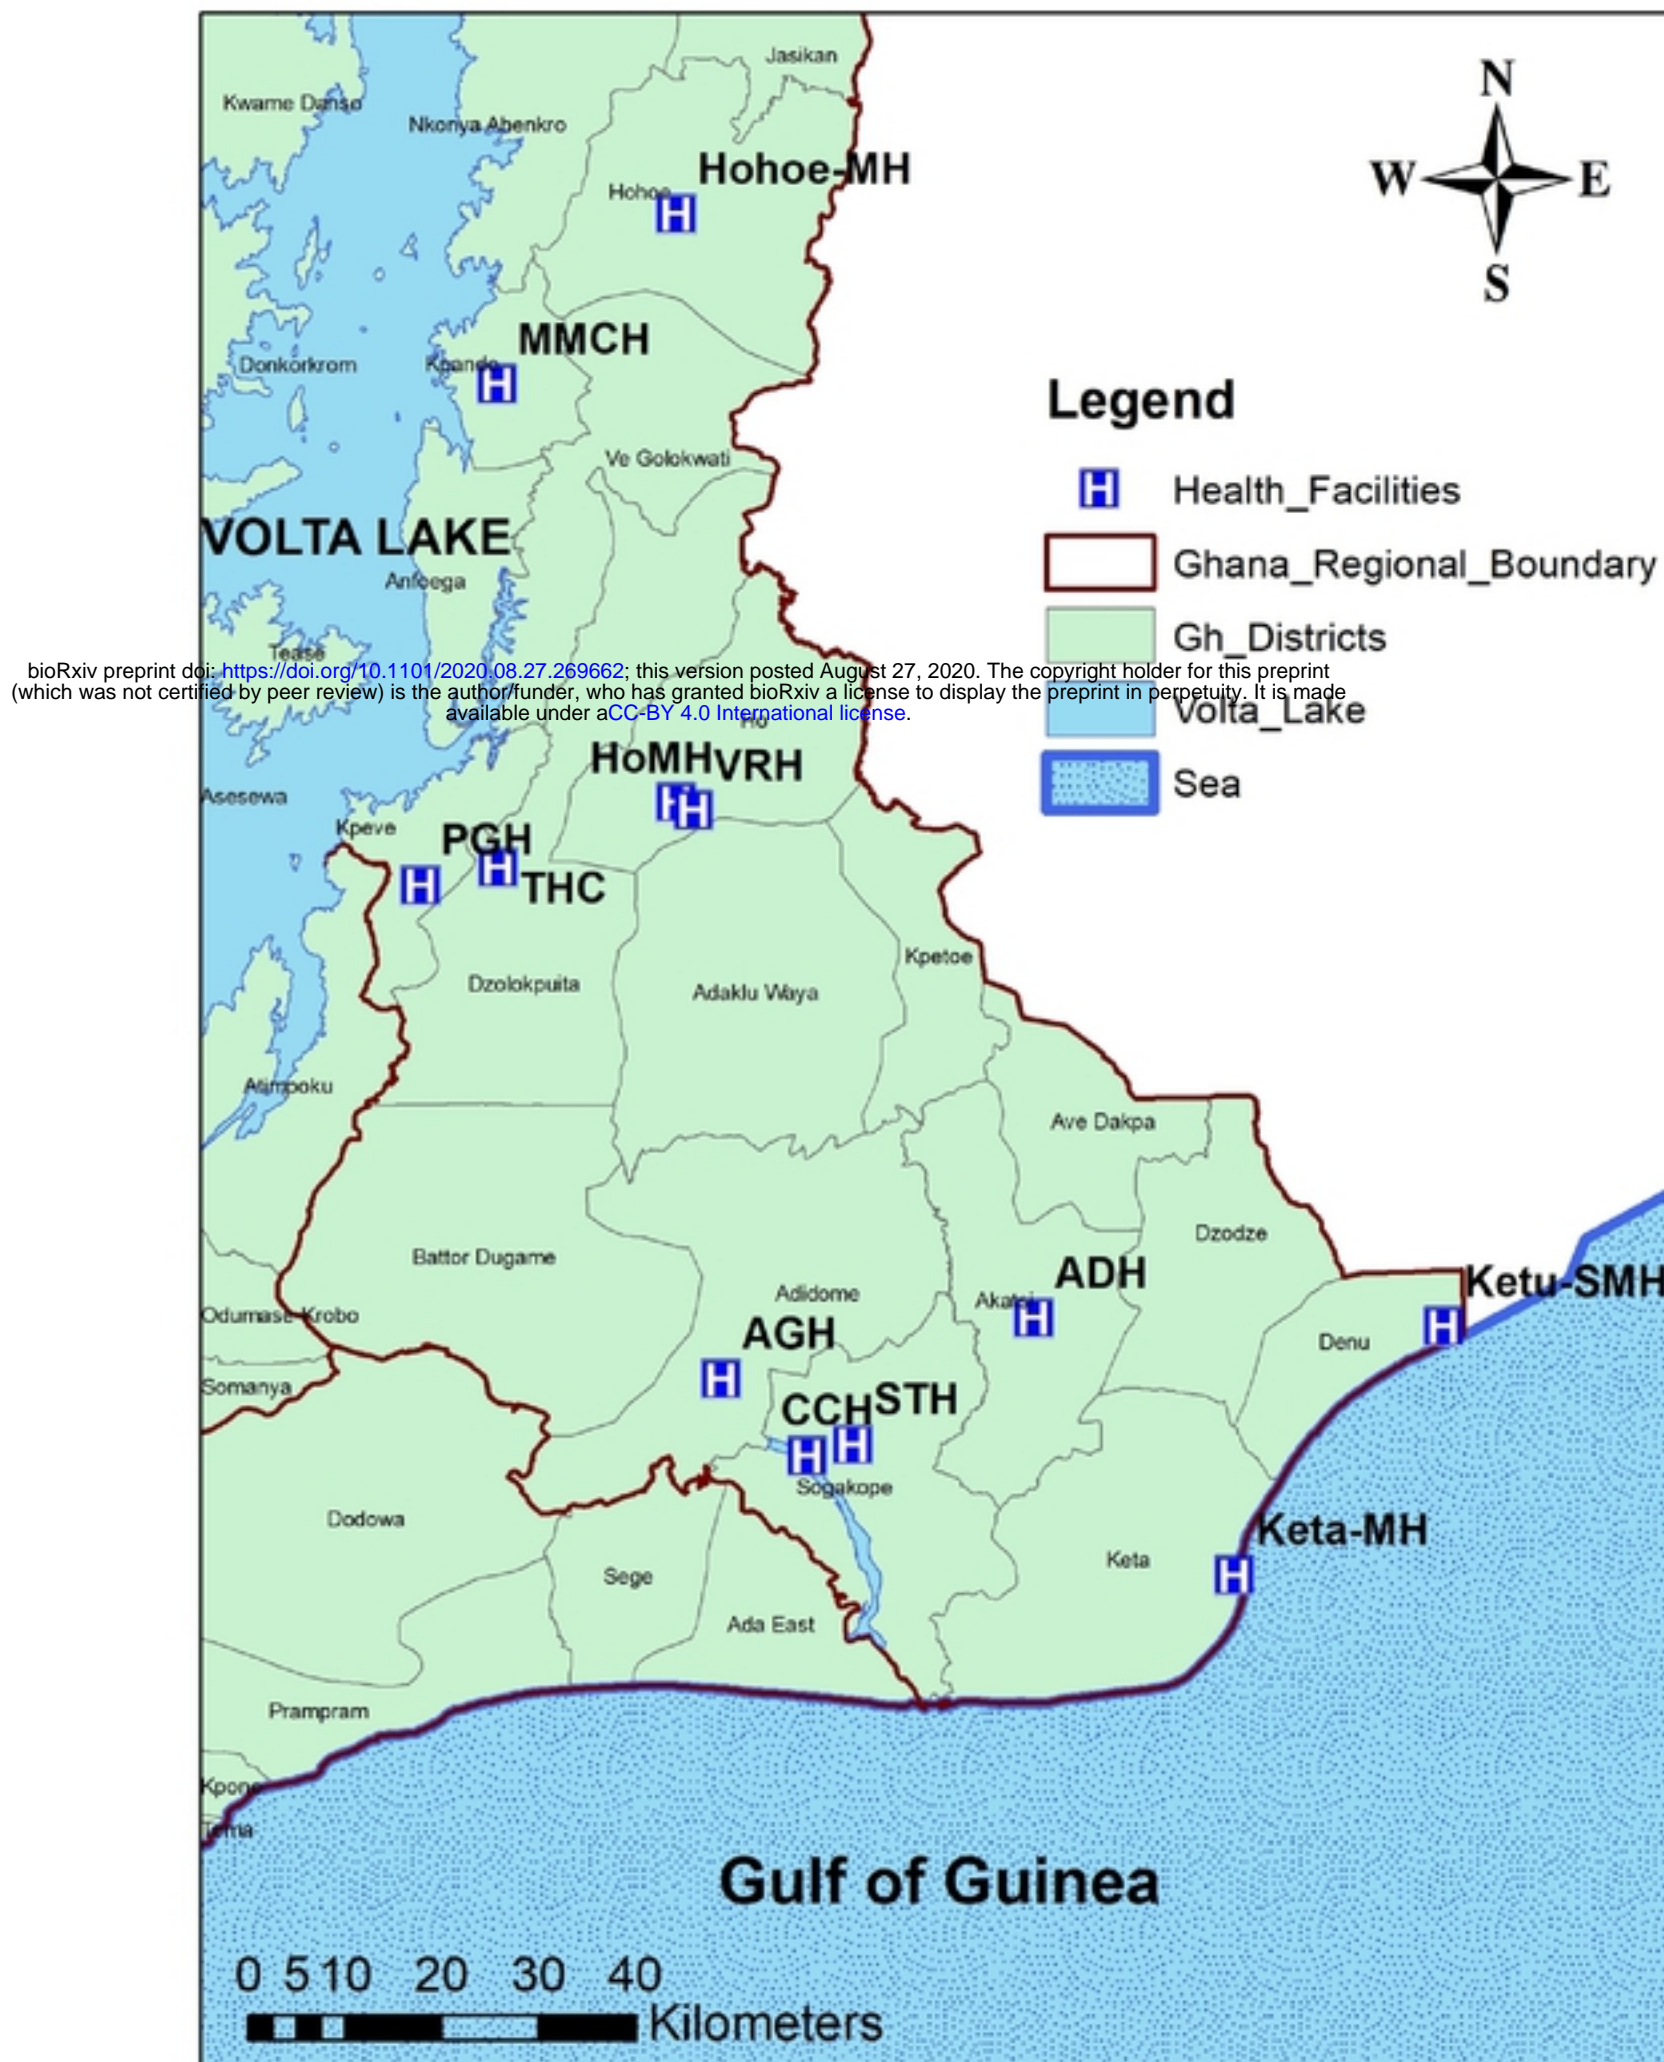 Jasikan
N
Kwame Danso
Nkonya Ahenkro
Hohoe-MH
W
E
Hohoe
S
MMCH
Donkorkrom
Kpando
Legend
Ve Golokwati
Health_Facilities
VOLTA LAKE
Ghana_Regional_Boundary
Anfoega
Gh_Districts
Tease
bioRxiv preprint doi: https://doi.org/10.1101/2020.08.27.269662; this version posted August 27, 2020. The copyright holder for this preprint
(which was not certified by peer review) is the author/funder, who has granted bioRxiv a license to display the preprint in perpetuity. It is made
available under aCC-BY 4.0 International license.
Volta_Lake
Ho
HoMH
VRH
Sea
Asesewa
Kpeve
PGH
THC
Kpetoe
Dzolokpuita
Adaklu Waya
Atimpoku
Ave Dakpa
Dzodze
Battor Dugame
ADH
Ketu-SMH
Adidome
Akatsi
Odumase-Krobo
AGH
Denu
Somanya
CCH
STH
Sogakope
Dodowa
Keta-MH
Keta
Sege
Ada East
Prampram
Kpone
Tema
Gulf of Guinea
0 5 10 20 30 40
Kilometers